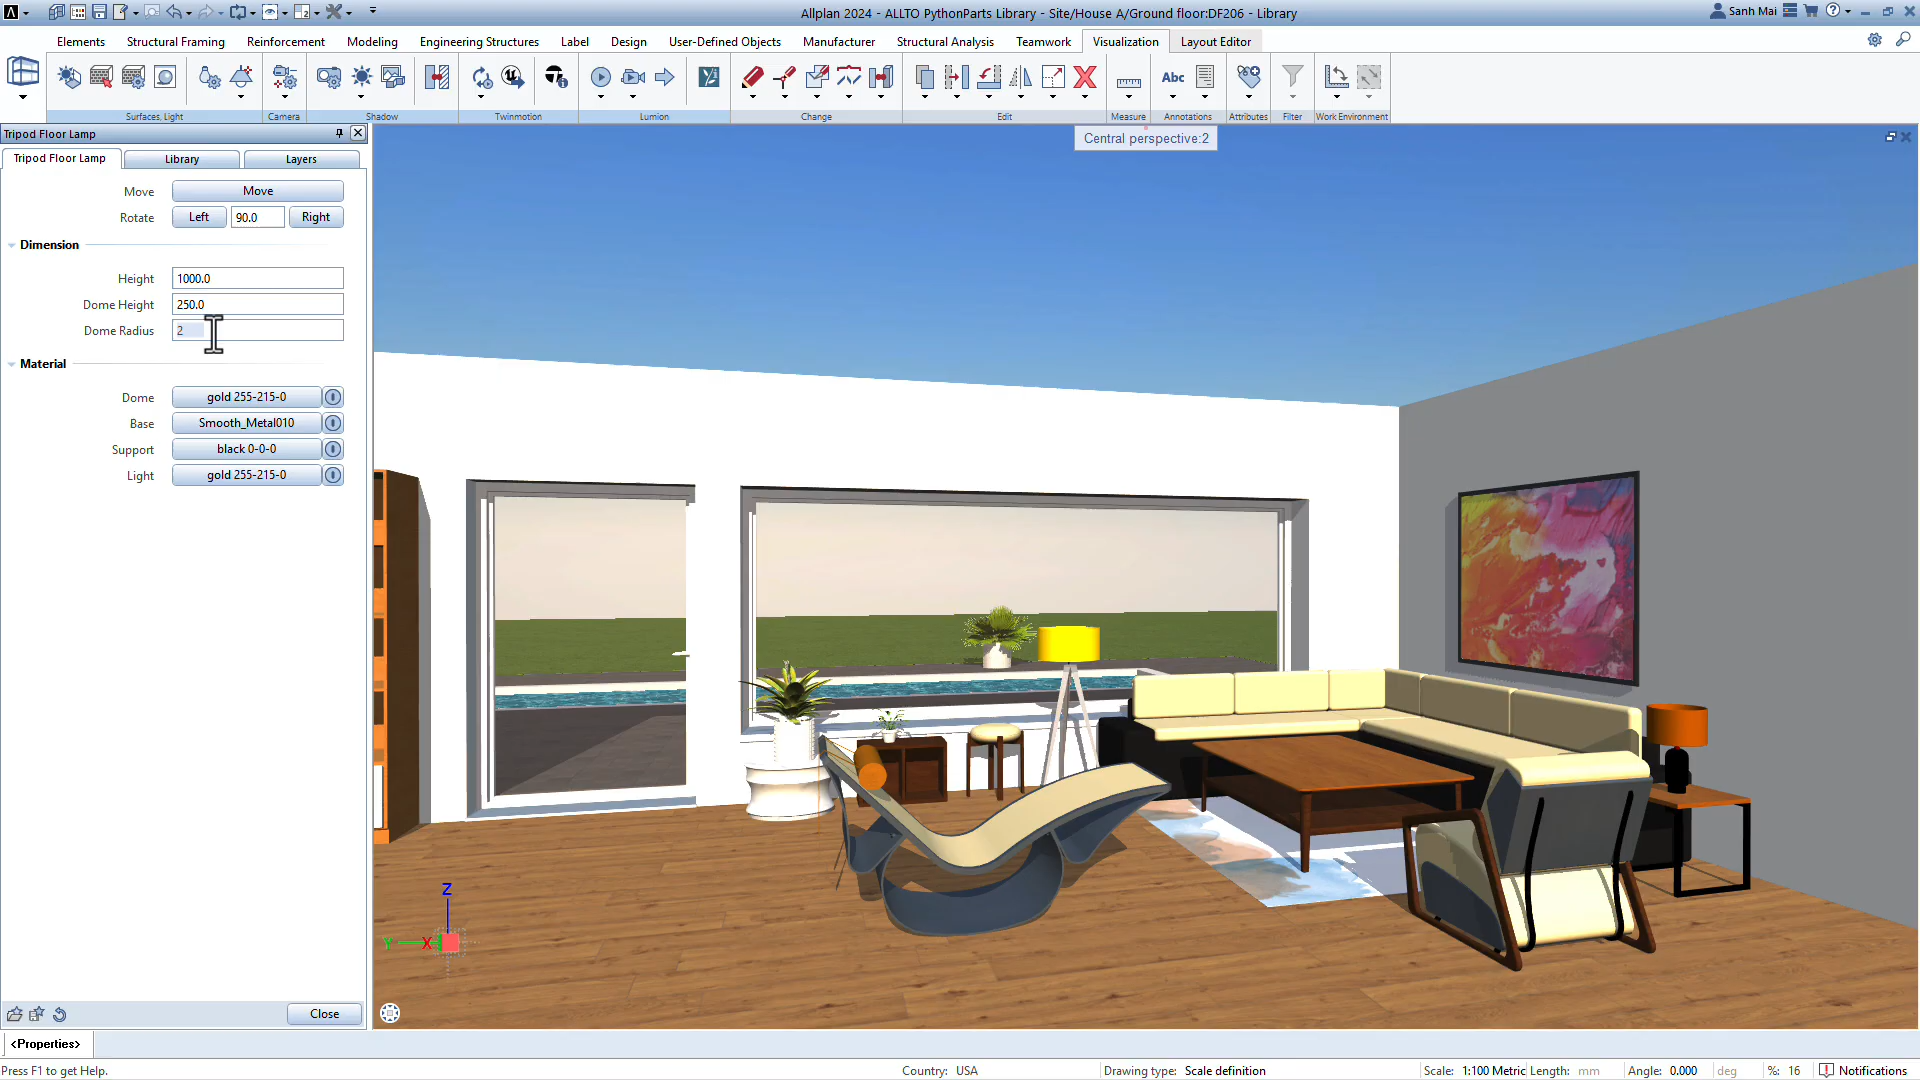 Allplan 2024 - ALLTO PythonParts Library - Site/House A/Ground floor:DF206 - Library
Sanh Mai
Elements Structural Framing Reinforcement Modeling Engineering Structures Label Design User-Defined Objects Manufacturer Structural Analysis Teamwork Visualization Layout Editor
Abc
Surfaces, Light Camera Shadow Twinmotion Lumion Change Edit Measure Annotations Attributes Filter Work Environment
Tripod Floor Lamp
Central perspective:2
Tripod Floor Lamp Library Layers
Move Move
Rotate Left 90.0 Right
Dimension
Height 1000.0
Dome Height 250.0
Dome Radius 2
Material
Dome gold 255-215-0
Base Smooth_Metal010
Support black 0-0-0
Light gold 255-215-0
Z
Y X
Close
<Properties>
Press F1 to get Help. Country: USA Drawing type: Scale definition Scale: 1:100 Metric Length: mm Angle: 0.000 deg %: 16 Notifications